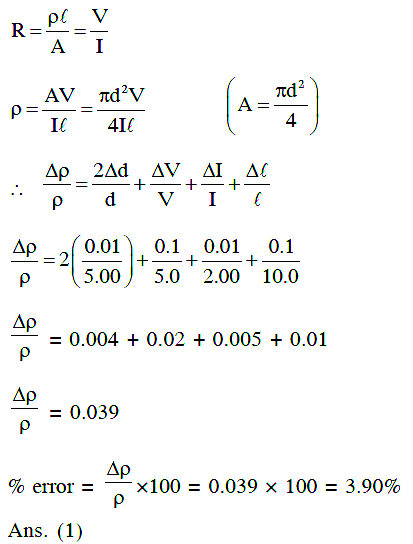 R = ρℓ/A = V/I
ρ = AV/Iℓ = πd²V/4Iℓ (A = πd²/4)
∴ Δρ/ρ = 2Δd/d + ΔV/V + ΔI/I + Δℓ/ℓ
Δρ/ρ = 2(0.01/5.00) + 0.1/5.0 + 0.01/2.00 + 0.1/10.0
Δρ/ρ = 0.004 + 0.02 + 0.005 + 0.01
Δρ/ρ = 0.039
% error = Δρ/ρ ×100 = 0.039 × 100 = 3.90%
Ans. (1)